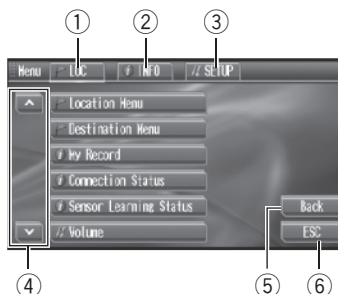 ① ② ③
Menu LOC INFO SETUP
Location Menu
Destination Menu
My Record
Connection Status
Sensor Learning Status
Volume
Back
ESC
④ ⑤ ⑥